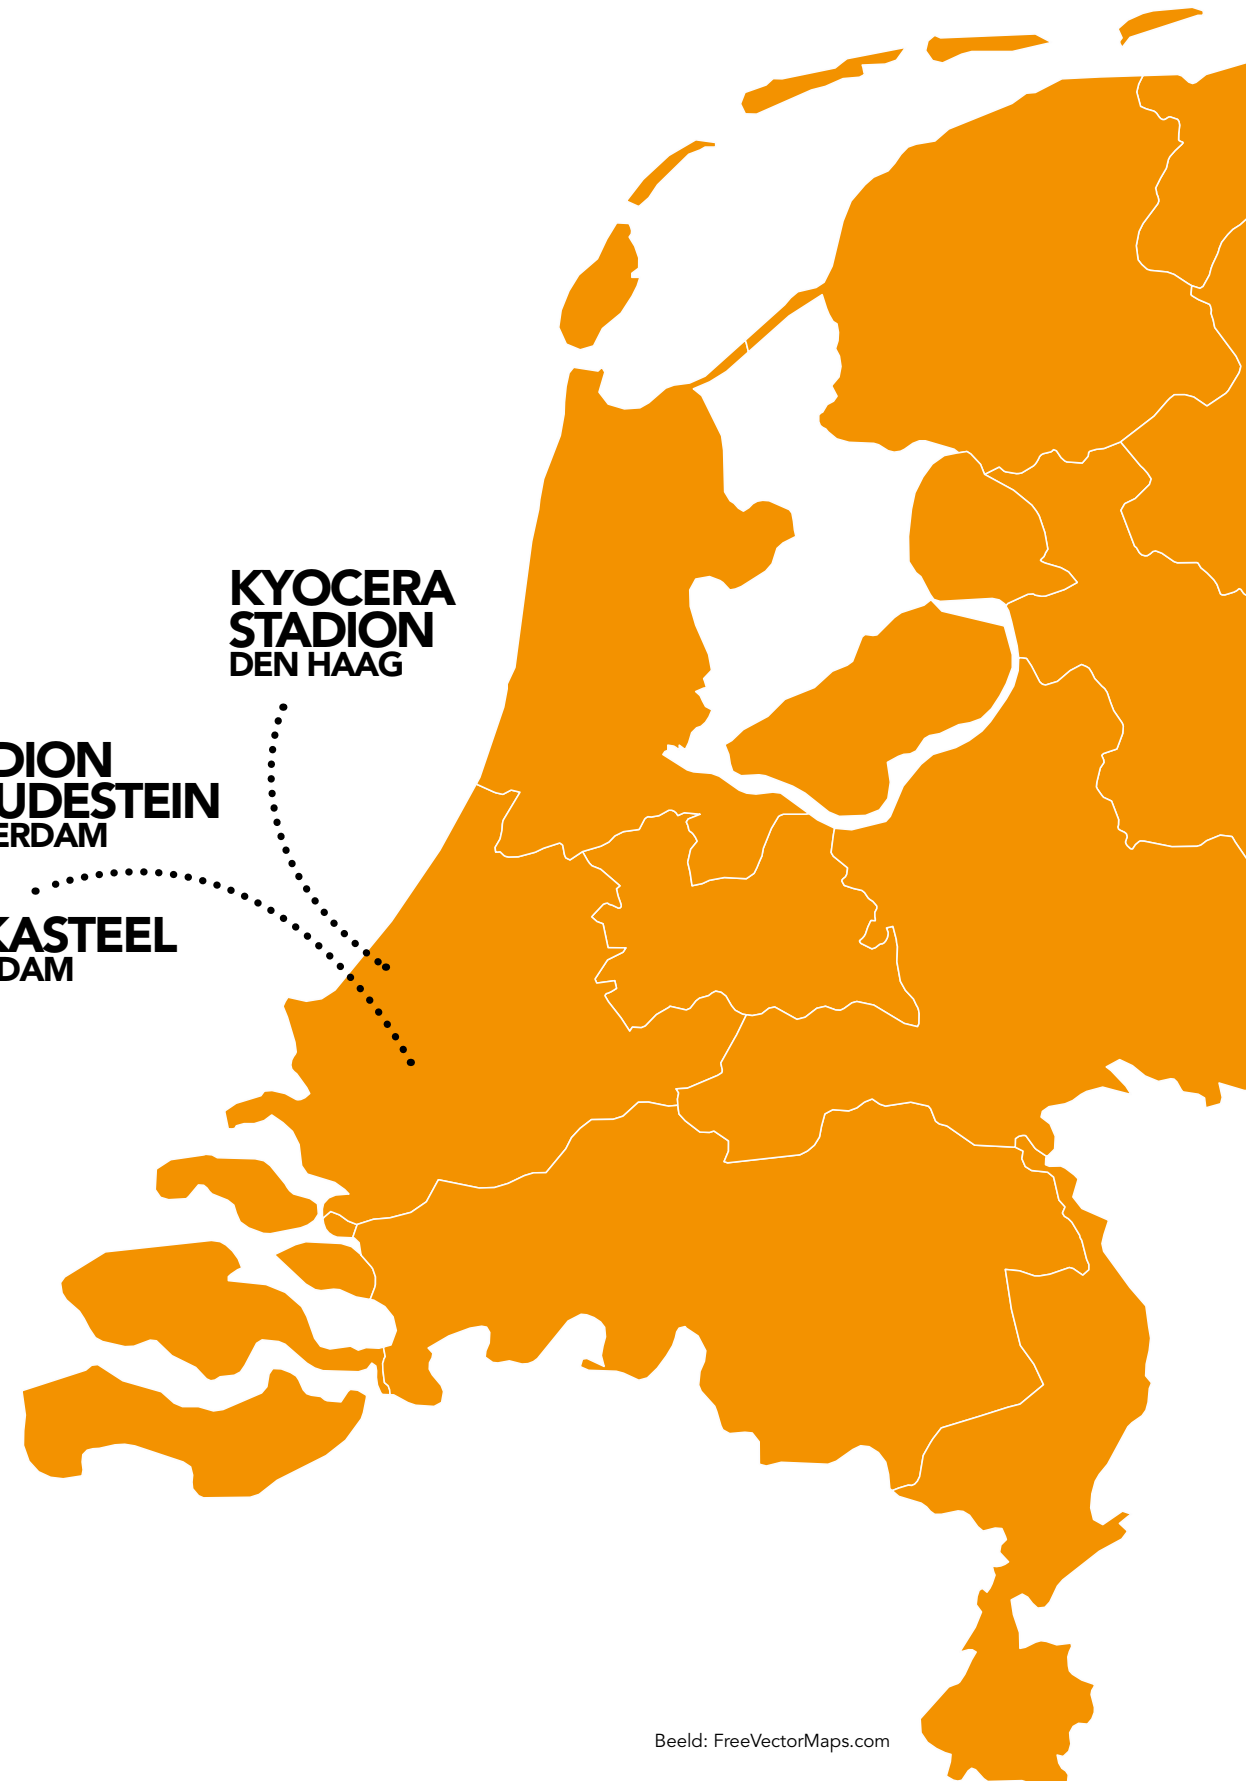 KYOCERA
STADION
DEN HAAG
DION
UDESTEIN
ERDAM
KASTEEL
DAM
Beeld: FreeVectorMaps.com